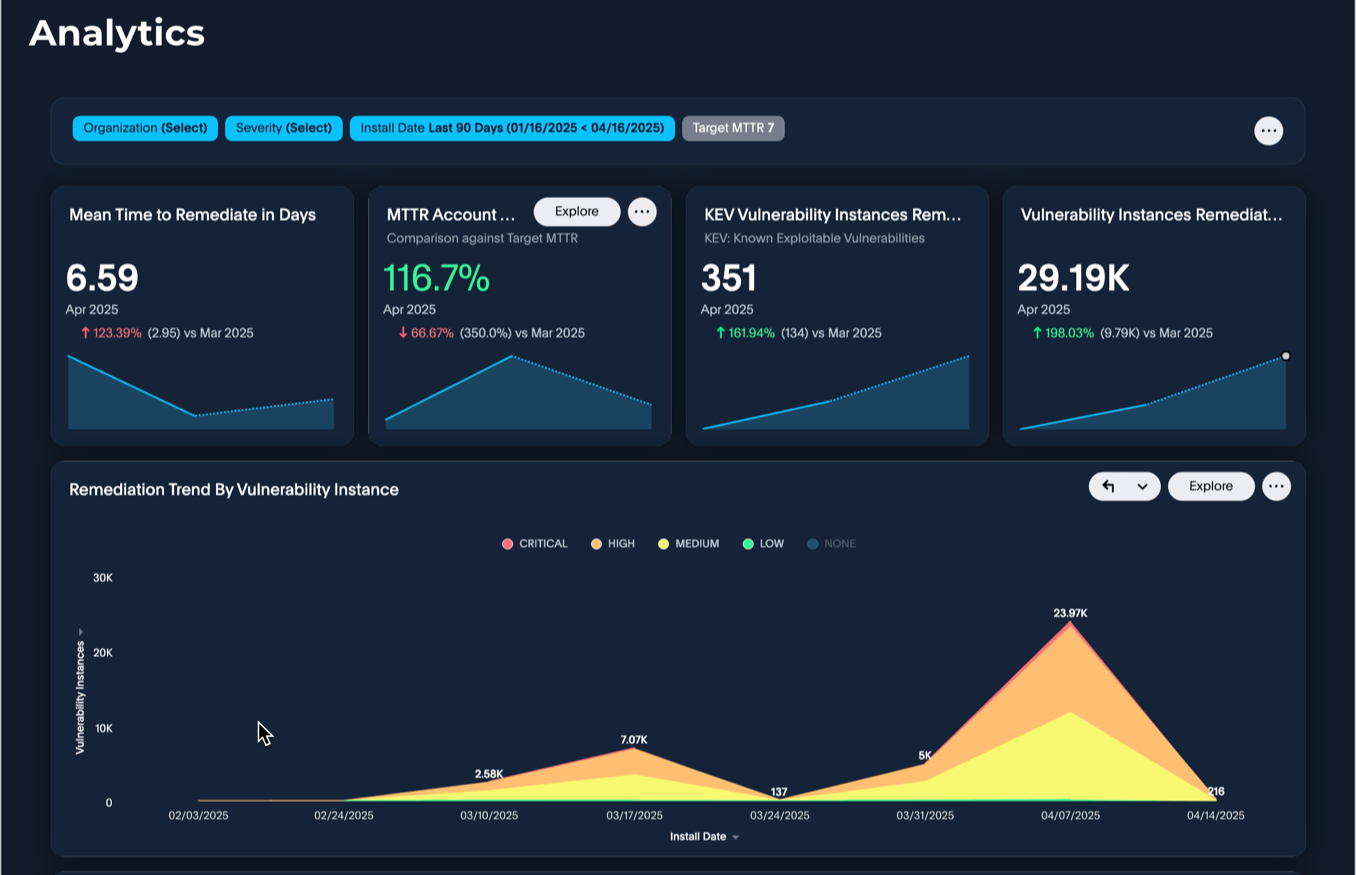 Analytics
Organization (Select)
Severity (Select)
Install Date Last 90 Days (01/16/2025 < 04/16/2025)
Target MTTR 7
Mean Time to Remediate in Days
6.59
Apr 2025
↑ 123.39% (2.95) vs Mar 2025
MTTR Account ...
Explore
Comparison against Target MTTR
116.7%
Apr 2025
↓ 66.67% (350.0%) vs Mar 2025
KEV Vulnerability Instances Rem...
KEV: Known Exploitable Vulnerabilities
351
Apr 2025
↑ 161.94% (134) vs Mar 2025
Vulnerability Instances Remediat...
29.19K
Apr 2025
↑ 198.03% (9.79K) vs Mar 2025
Remediation Trend By Vulnerability Instance
Explore
CRITICAL HIGH MEDIUM LOW NONE
Vulnerability Instances
30K
20K
10K
0
2.58K
7.07K
137
5K
23.97K
216
02/03/2025 02/24/2025 03/10/2025 03/17/2025 03/24/2025 03/31/2025 04/07/2025 04/14/2025
Install Date